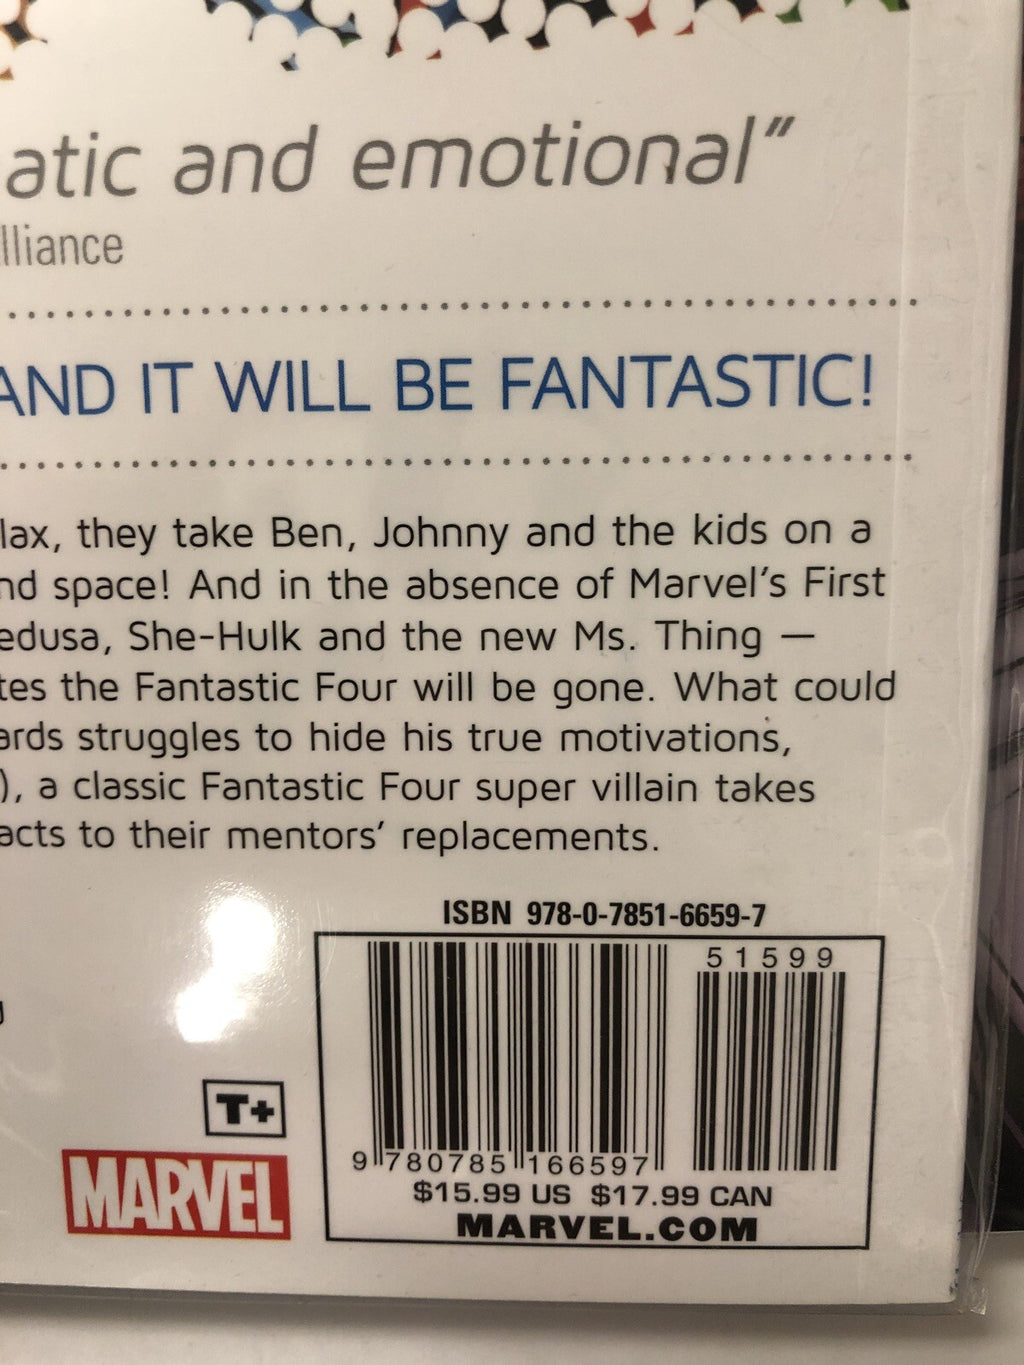 atic and emotional”
lliance
AND IT WILL BE FANTASTIC!
lax, they take Ben, Johnny and the kids on a
nd space! And in the absence of Marvel’s First
edusa, She-Hulk and the new Ms. Thing —
tes the Fantastic Four will be gone. What could
ards struggles to hide his true motivations,
), a classic Fantastic Four super villain takes
acts to their mentors’ replacements.
ISBN 978-0-7851-6659-7
51599
9 780785 166597
$15.99 US $17.99 CAN
MARVEL.COM
T+
MARVEL